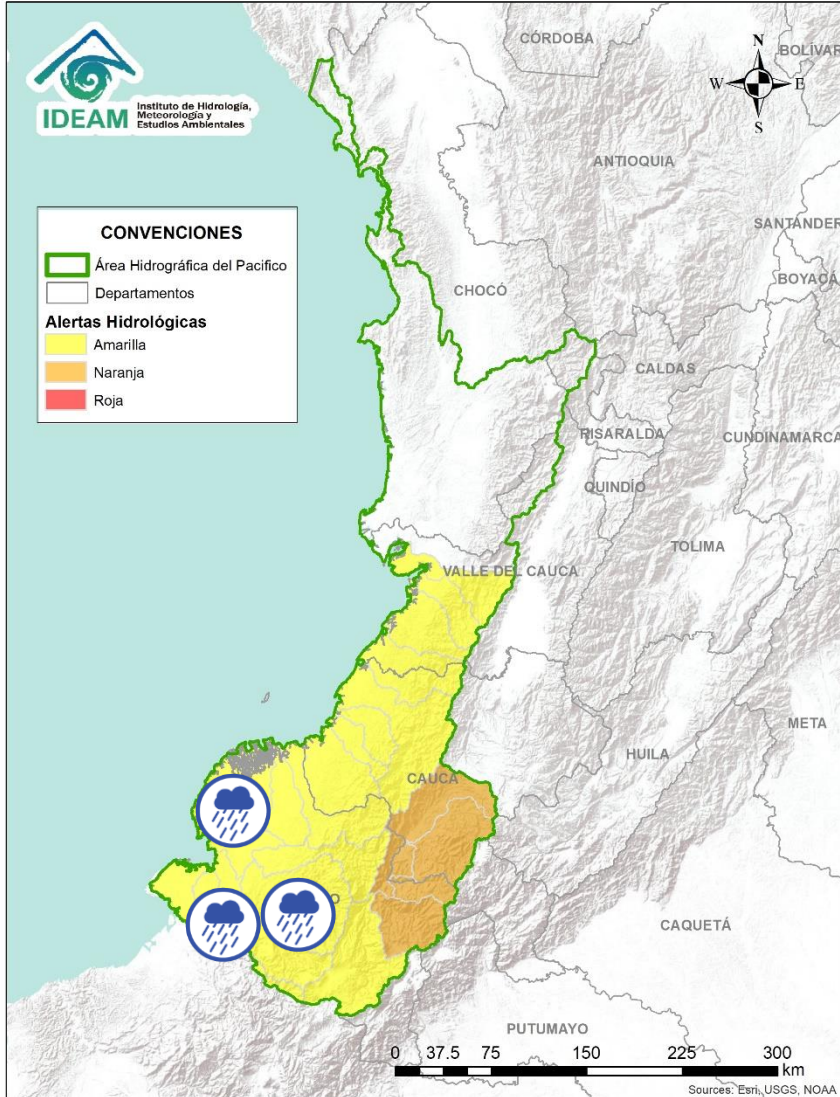 IDEAM
Instituto de Hidrología,
Meteorología y
Estudios Ambientales
CÓRDOBA
BOLÍVAR
N
W
E
S
ANTIOQUIA
SANTANDER
BOYACÁ
CONVENCIONES
Área Hidrográfica del Pacifico
Departamentos
Alertas Hidrológicas
Amarilla
Naranja
Roja
CHOCÓ
CALDAS
RISARALDA
CUNDINAMARCA
QUINDÍO
TOLIMA
VALLE DEL CAUCA
META
HUILA
CAUCA
O
CAQUETÁ
PUTUMAYO
0 37.5 75 150 225 300
km
Sources: Esri, USGS, NOAA